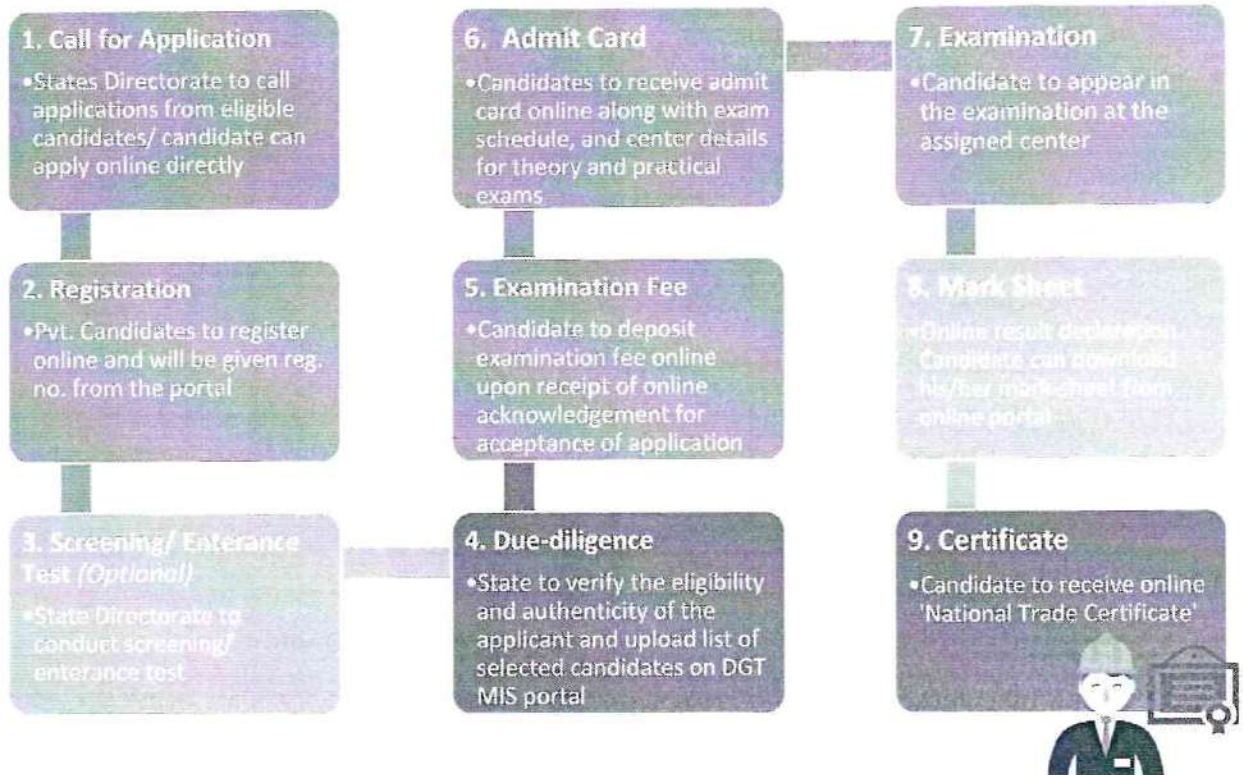 1. Call for Application
•States Directorate to call
applications from eligible
candidates/ candidate can
apply online directly
2. Registration
•Pvt. Candidates to register
online and will be given reg.
no. from the portal
3. Screening/ Enterance
Test (Optional)
•State Directorate to
conduct screening/
enterance test
4. Due-diligence
•State to verify the eligibility
and authenticity of the
applicant and upload list of
selected candidates on DGT
MIS portal
5. Examination Fee
•Candidate to deposit
examination fee online
upon receipt of online
acknowledgement for
acceptance of application
6. Admit Card
•Candidates to receive admit
card online along with exam
schedule, and center details
for theory and practical
exams
7. Examination
•Candidate to appear in
the examination at the
assigned center
8. Mark Sheet
•Online result declaration.
Candidate can download
his/her mark sheet from
online portal
9. Certificate
•Candidate to receive online
'National Trade Certificate'